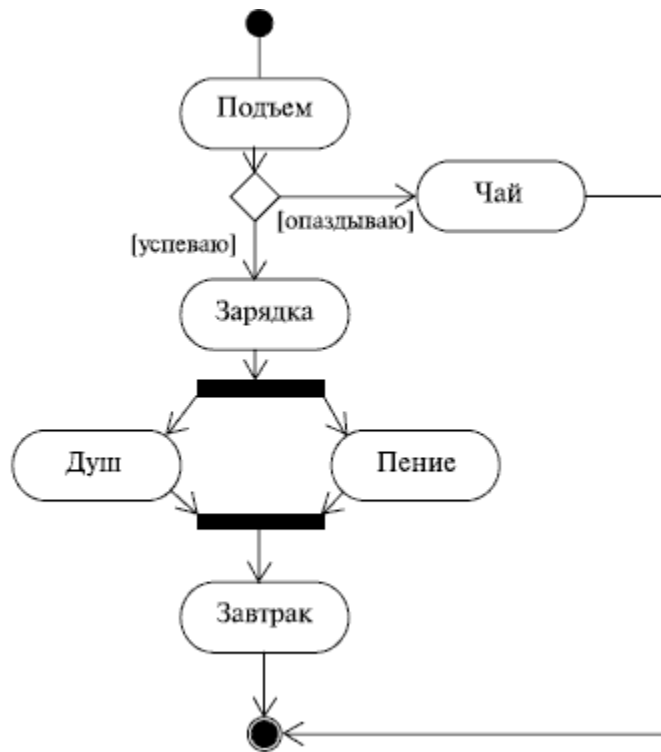 Подъем
Чай
[опаздываю]
[успеваю]
Зарядка
Душ
Пение
Завтрак